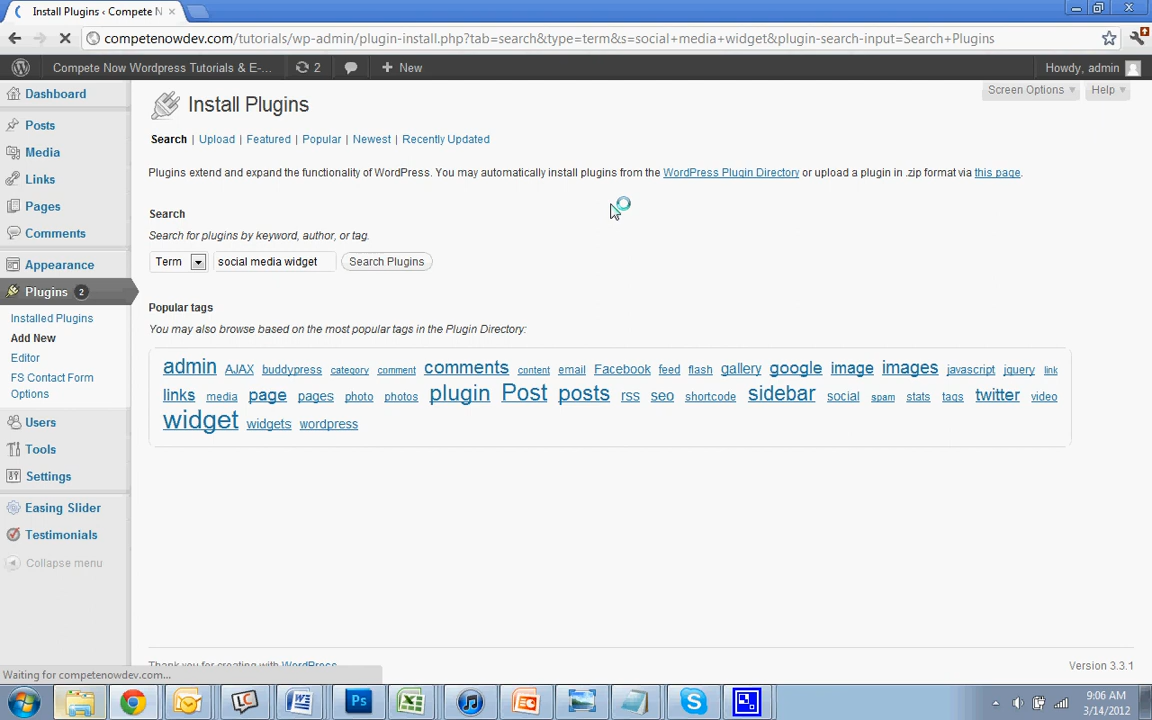 Install Plugins ‹ Compete N
competenowdev.com/tutorials/wp-admin/plugin-install.php?tab=search&type=term&s=social+media+widget&plugin-search-input=Search+Plugins
Compete Now Wordpress Tutorials & E-... 2 New Howdy, admin
Dashboard
Posts
Media
Links
Pages
Comments
Appearance
Plugins 2
Installed Plugins
Add New
Editor
FS Contact Form
Options
Users
Tools
Settings
Easing Slider
Testimonials
Collapse menu
Screen Options Help
Install Plugins
Search | Upload | Featured | Popular | Newest | Recently Updated
Plugins extend and expand the functionality of WordPress. You may automatically install plugins from the WordPress Plugin Directory or upload a plugin in .zip format via this page.
Search
Search for plugins by keyword, author, or tag.
Term social media widget Search Plugins
Popular tags
You may also browse based on the most popular tags in the Plugin Directory:
admin AJAX buddypress category comment comments content email Facebook feed flash gallery google image images javascript jquery link
links media page pages photo photos plugin Post posts rss seo shortcode sidebar social spam stats tags twitter video
widget widgets wordpress
Thank you for creating with WordPress.
Version 3.3.1
Waiting for competenowdev.com...
9:06 AM
3/14/2012